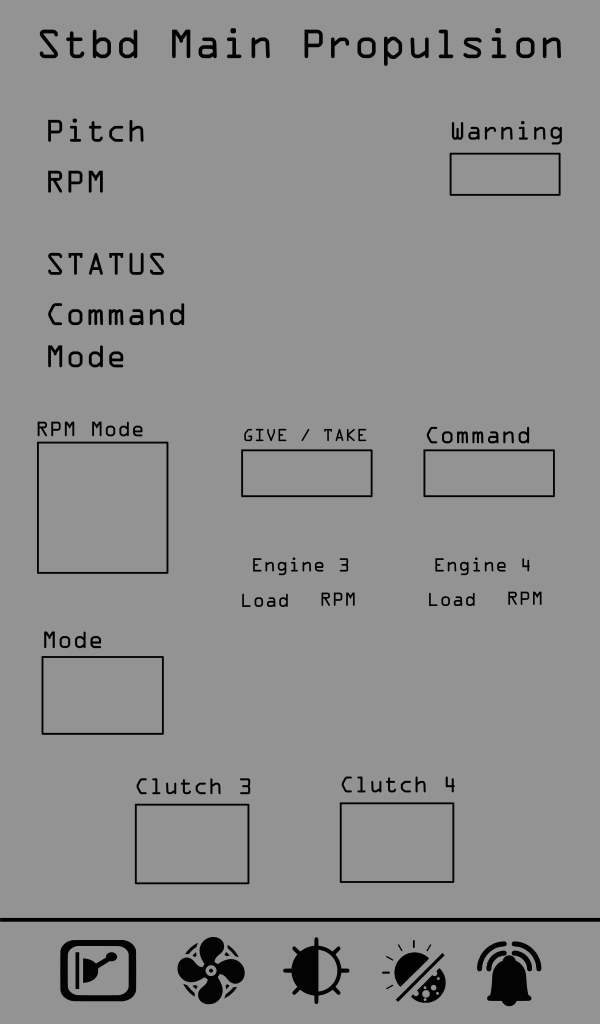 Stbd Main Propulsion
Pitch
Warning
RPM
STATUS
Command
Mode
RPM Mode
GIVE / TAKE
Command
Engine 3
Engine 4
Load RPM
Load RPM
Mode
Clutch 3
Clutch 4